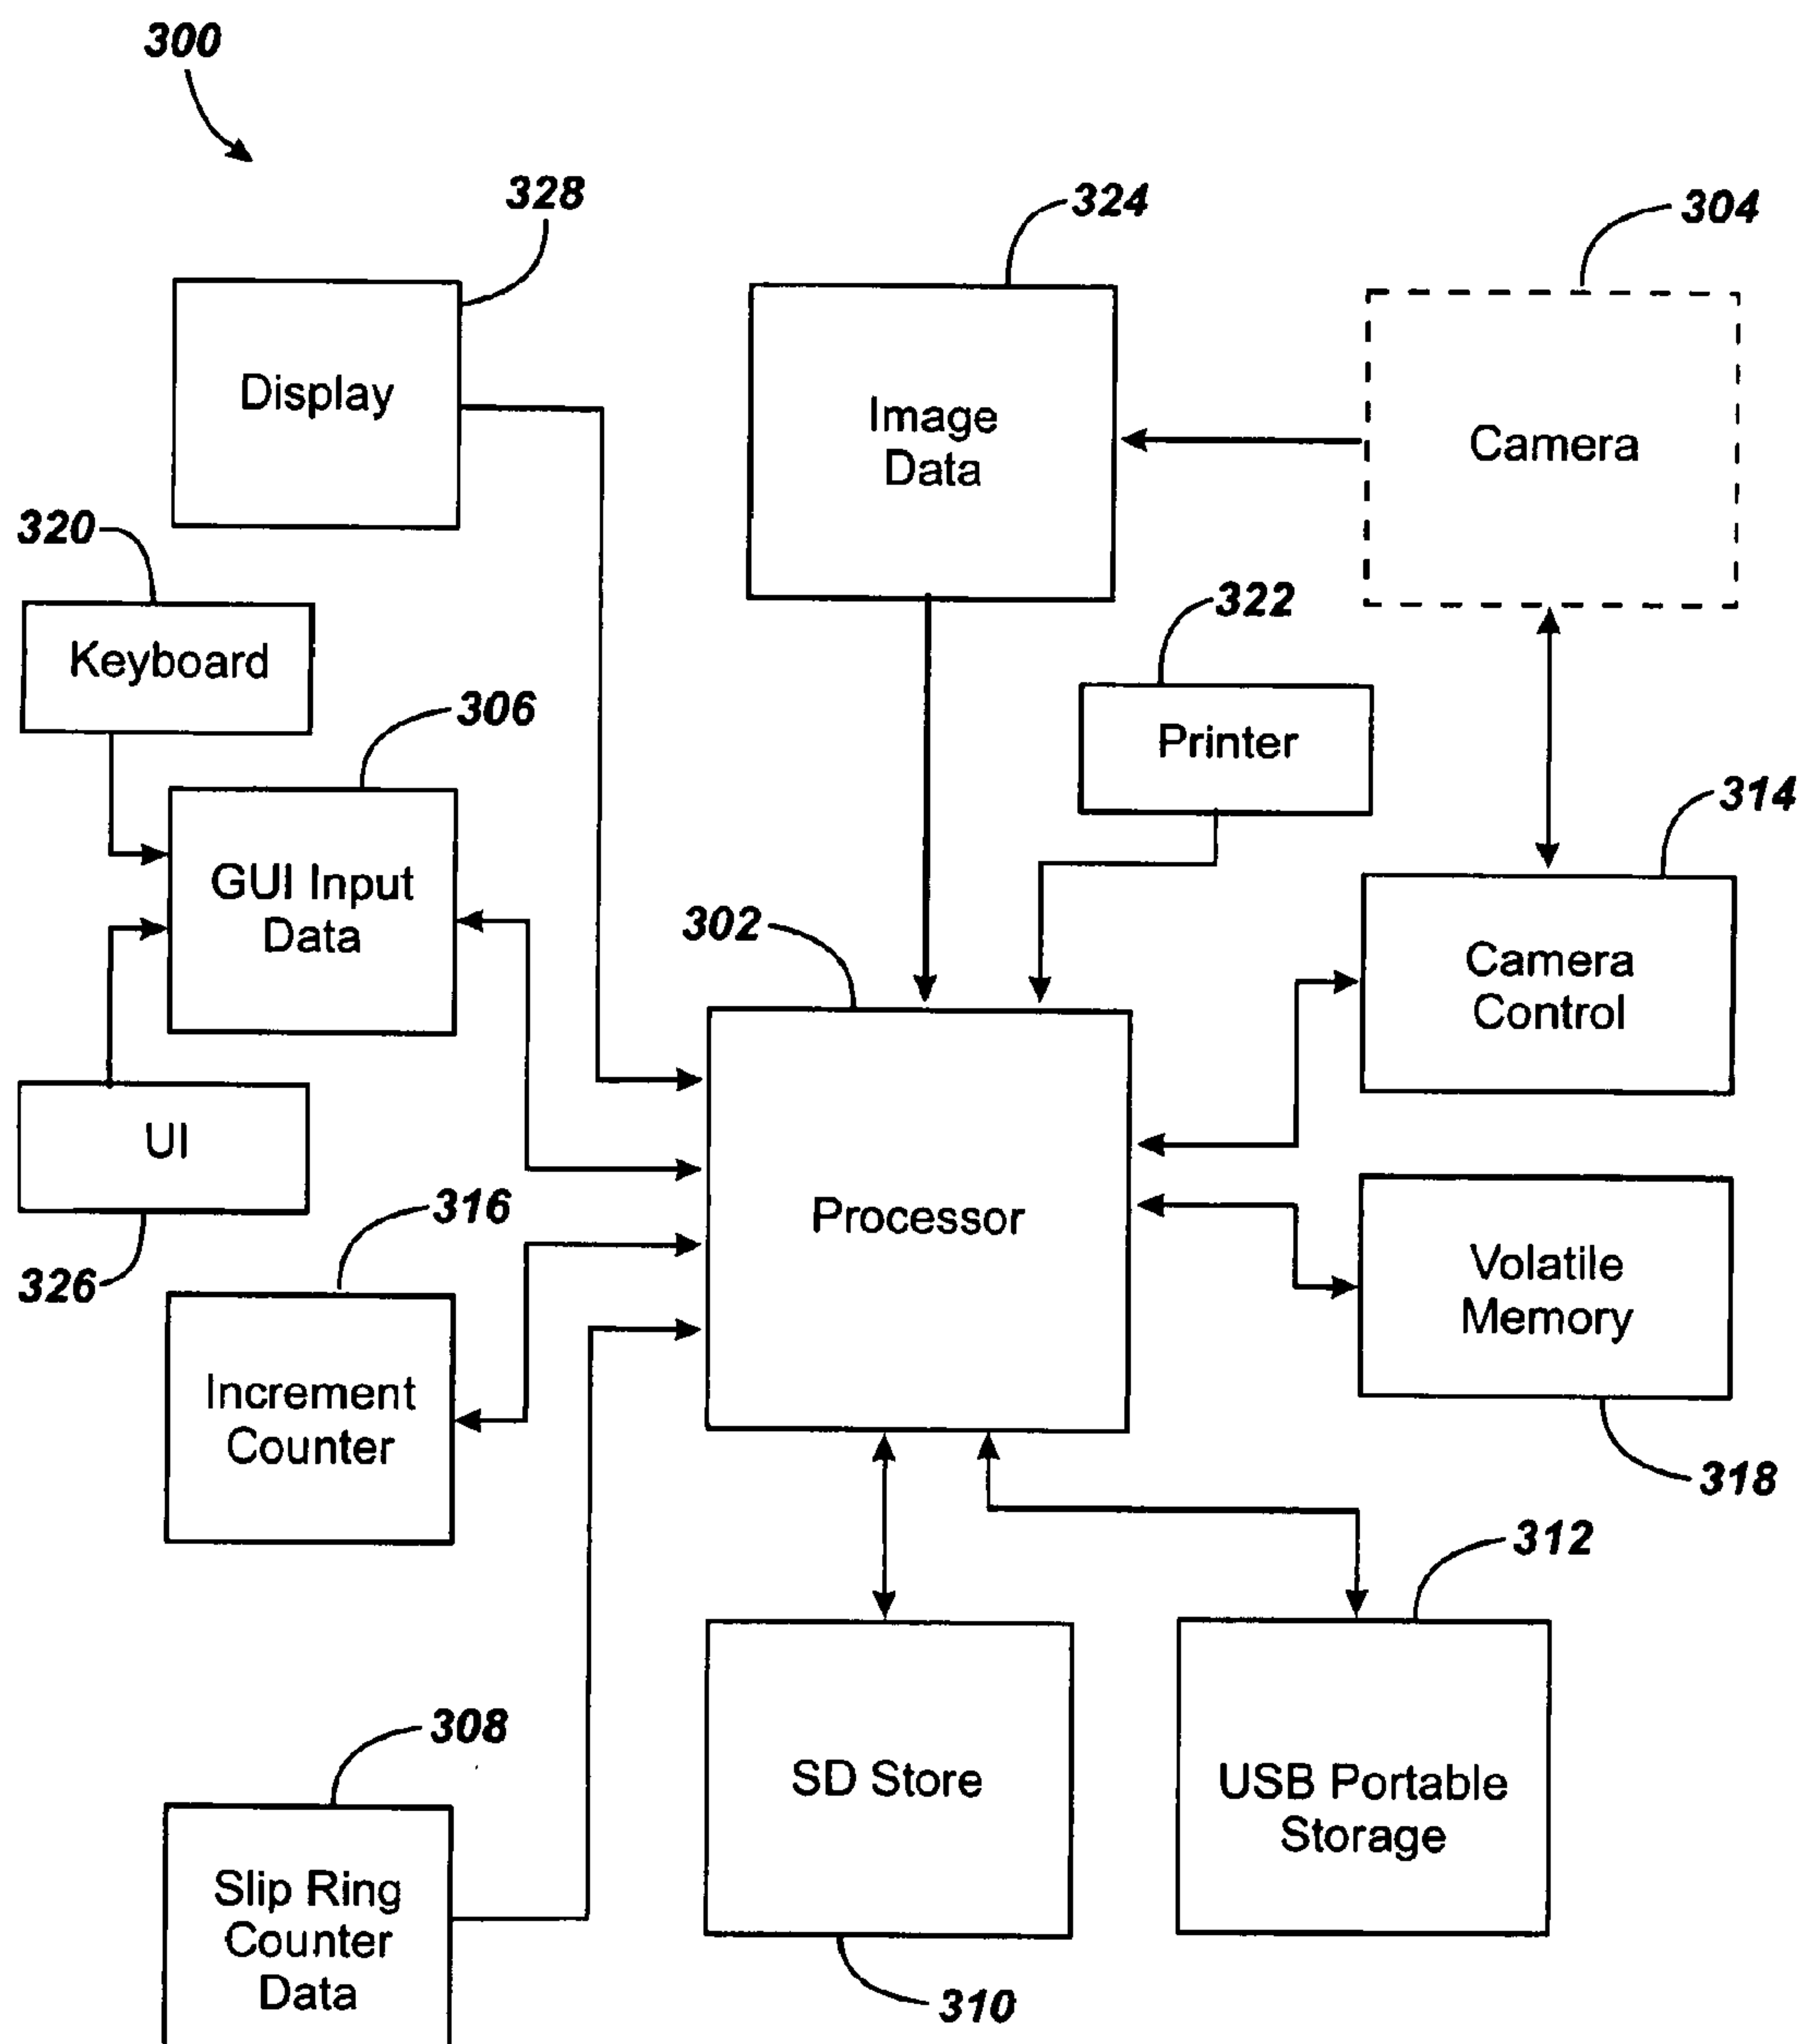 300
328
324
304
Display
Image
Data
Camera
320
322
Keyboard
306
Printer
314
GUI Input
Data
302
Camera
Control
UI
316
Processor
326
Volatile
Memory
Increment
Counter
318
312
308
SD Store
USB Portable
Storage
Slip Ring
Counter
Data
310